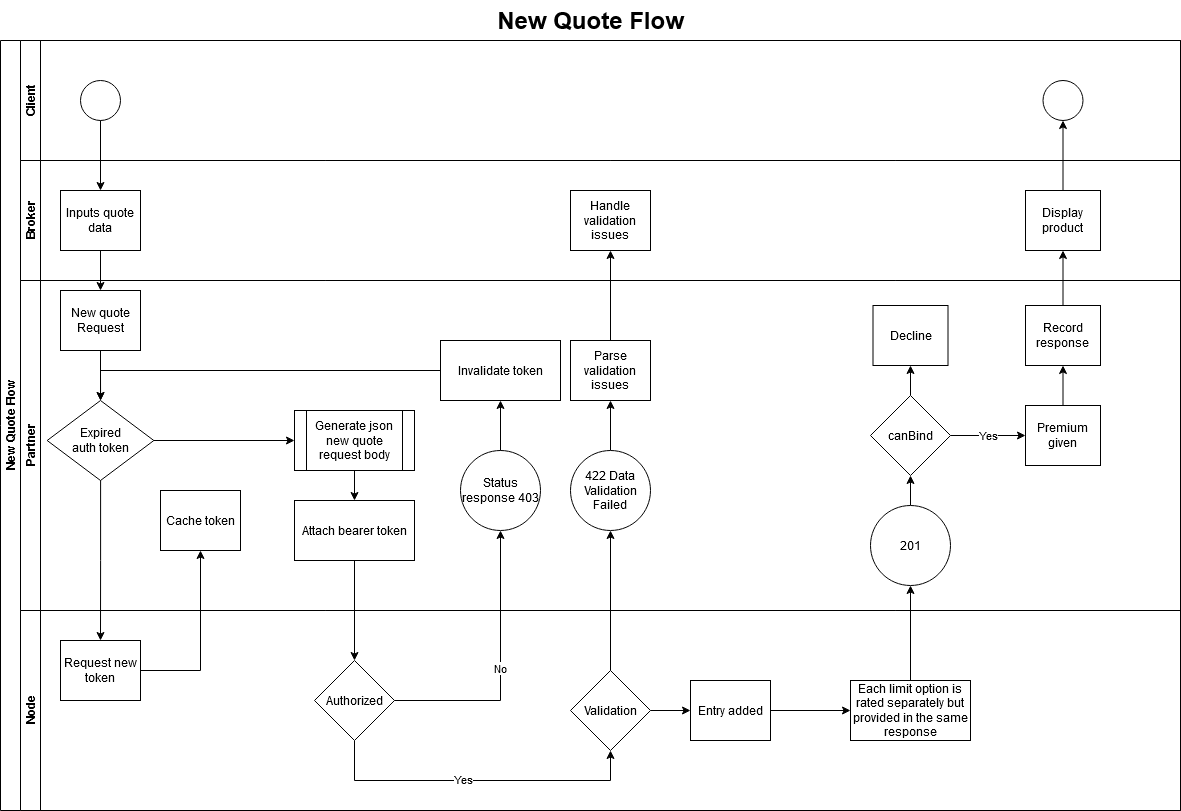 New Quote Flow
New Quote Flow
Client
Broker
Inputs quote
data
Handle
validation
issues
Display
product
Partner
New quote
Request
Expired
auth token
Cache token
Generate json
new quote
request body
Attach bearer token
Invalidate token
Status
response 403
Parse
validation
issues
422 Data
Validation
Failed
Decline
canBind
Yes
201
Record
response
Premium
given
Node
Request new
token
Authorized
No
Yes
Validation
Entry added
Each limit option is
rated separately but
provided in the same
response